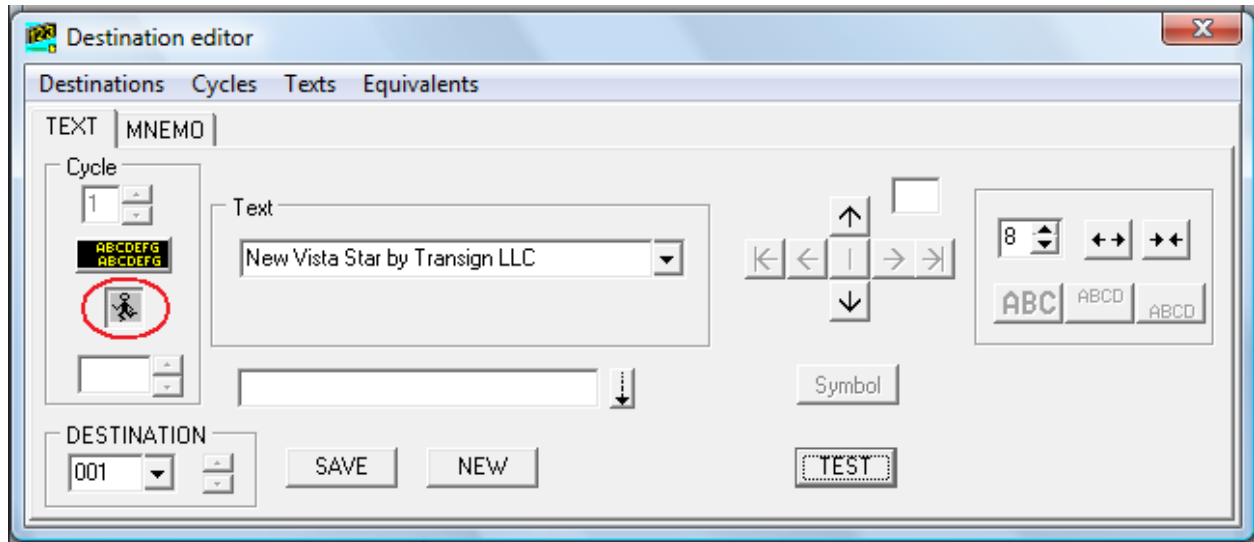 Destination editor
Destinations Cycles Texts Equivalents
TEXT MNEMO
Cycle
1
ABCDEFG
ABCDEFG
Text
New Vista Star by Transign LLC
8
ABC ABCD ABCD
Symbol
DESTINATION
001
SAVE NEW TEST